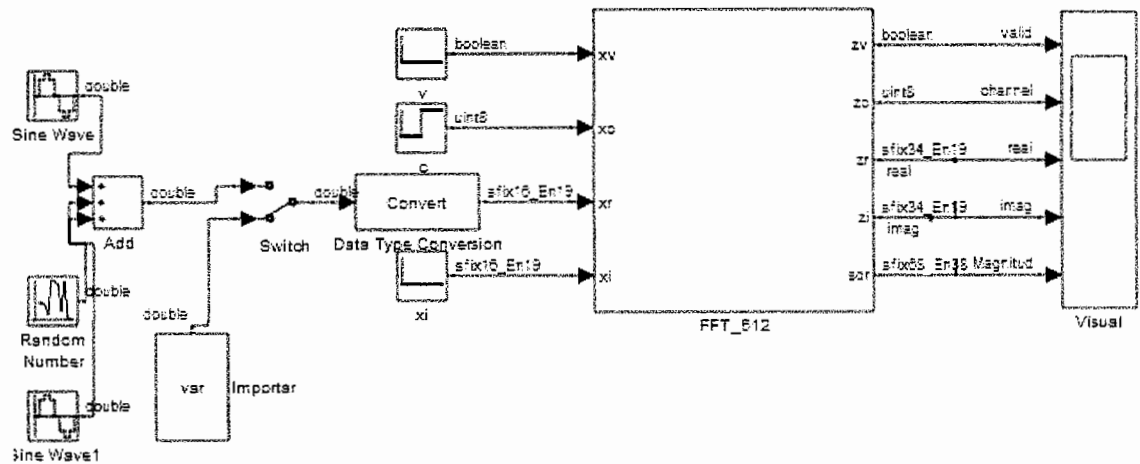 boolean
xv
zv
boolean
valid
double
v
Sine Wave
uint8
xc
zc
uint8
channel
c
zr
sfix34_En19
real
real
double
double
Convert
sfix16_En19
xr
Add
Switch
Data Type Conversion
zi
sfix34_En19
imag
imag
sfix16_En19
xi
sqr
sfix68_En38
Magnitud
xi
FFT_512
Visual
double
double
Random
Number
var
Importar
double
Sine Wave1